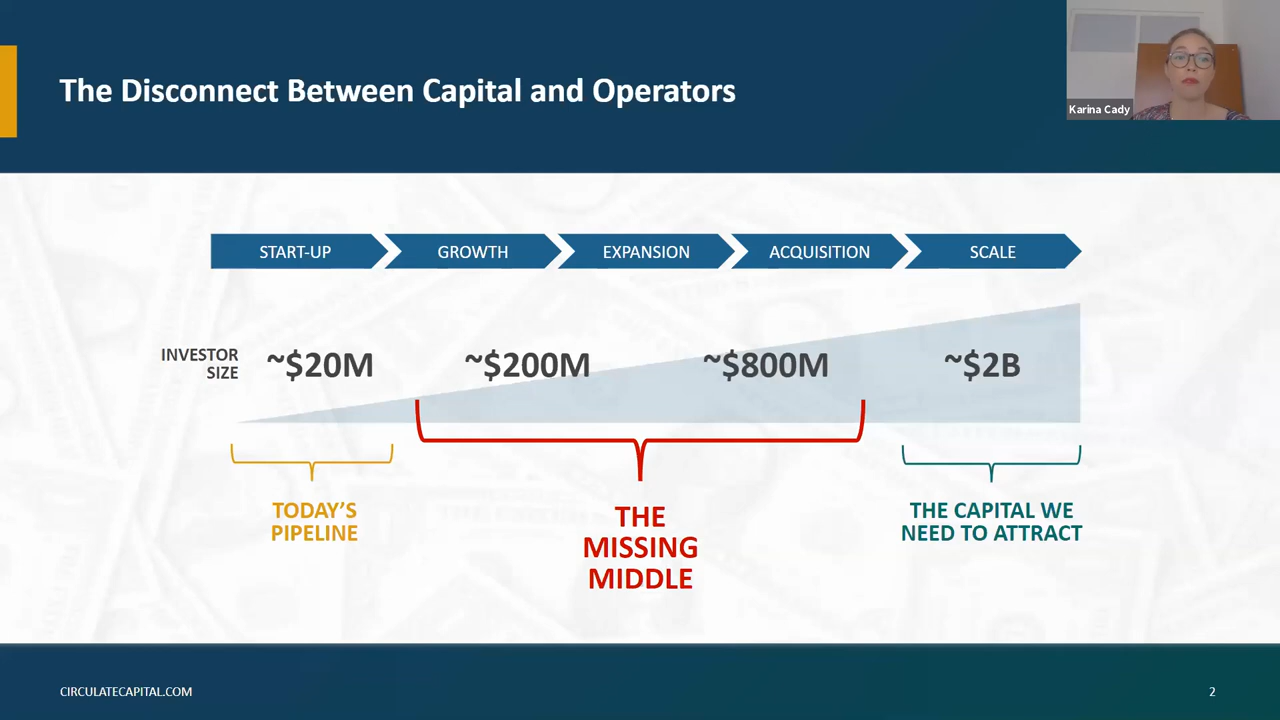 The Disconnect Between Capital and Operators
Karina Cady
START-UP
GROWTH
EXPANSION
ACQUISITION
SCALE
INVESTOR
SIZE
~$20M
~$200M
~$800M
~$2B
TODAY’S
PIPELINE
THE
MISSING
MIDDLE
THE CAPITAL WE
NEED TO ATTRACT
CIRCULATECAPITAL.COM
2